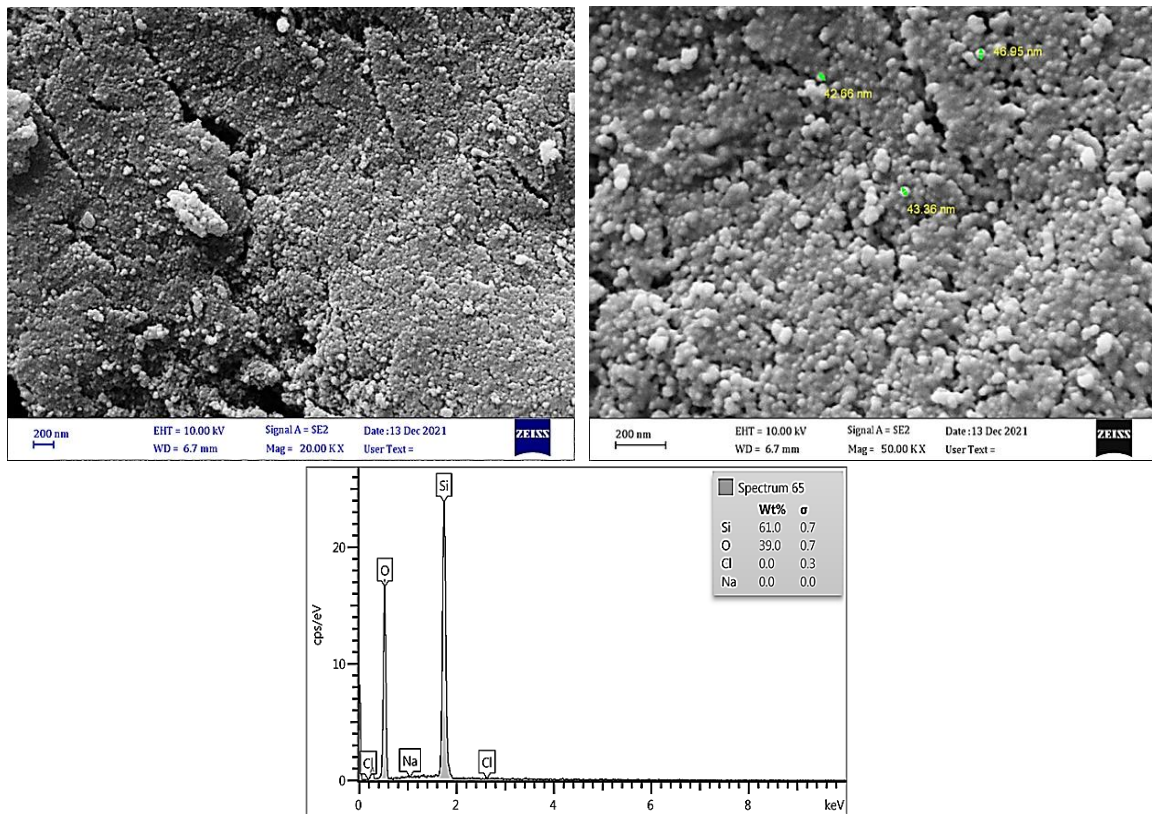 46.95 nm
42.66 nm
43.36 nm
200 nm
EHT = 10.00 kV
Signal A = SE2
Date :13 Dec 2021
ZEISS
WD = 6.7 mm
Mag = 20.00 KX
User Text =
200 nm
EHT = 10.00 kV
Signal A = SE2
Date :13 Dec 2021
ZEISS
WD = 6.7 mm
Mag = 50.00 KX
User Text =
Si
Spectrum 65
Wt% σ
Si 61.0 0.7
O 39.0 0.7
Cl 0.0 0.3
Na 0.0 0.0
20
O
cps/eV
10
Cl
Na
Cl
0
0 2 4 6 8 keV